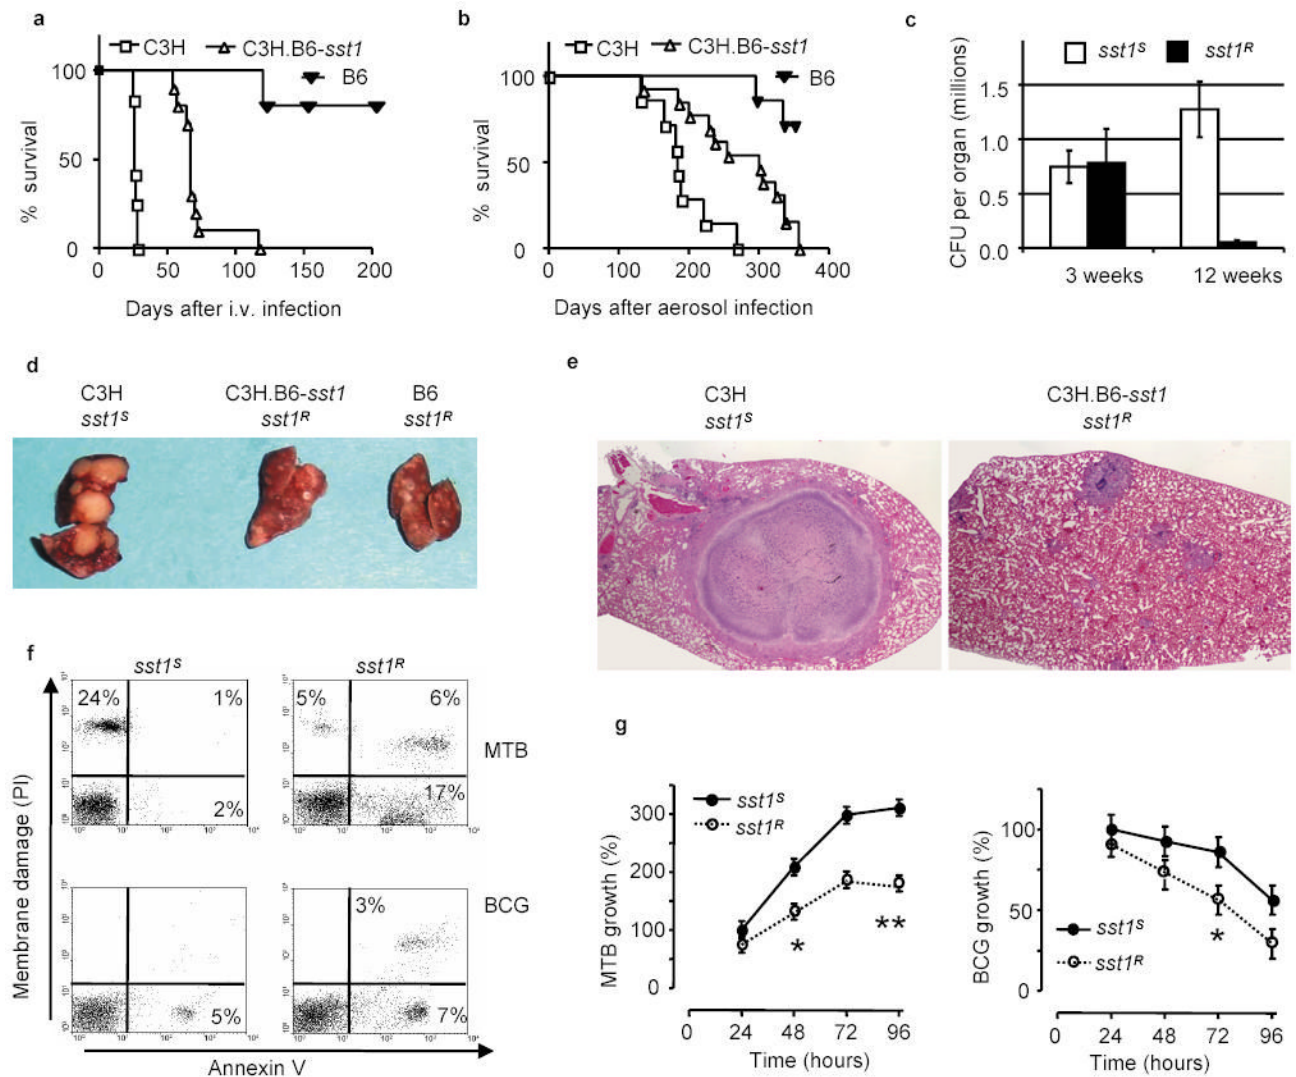 a
C3H
C3H.B6-sst1
B6
100
50
0
% survival
0
50
100
150
200
Days after i.v. infection
b
C3H
C3H.B6-sst1
B6
100
50
0
% survival
0
100
200
300
400
Days after aerosol infection
c
sst1S
sst1R
CFU per organ (millions)
1.5
1.0
0.5
0.0
3 weeks
12 weeks
d
C3H
sst1S
C3H.B6-sst1
sst1R
B6
sst1R
e
C3H
sst1S
C3H.B6-sst1
sst1R
f
sst1S
sst1R
24%
1%
2%
5%
6%
17%
MTB
5%
3%
7%
BCG
Membrane damage (PI)
Annexin V
g
sst1S
sst1R
MTB growth (%)
300
200
100
0
*
**
0
24
48
72
96
Time (hours)
BCG growth (%)
100
50
0
sst1S
sst1R
*
0
24
48
72
96
Time (hours)